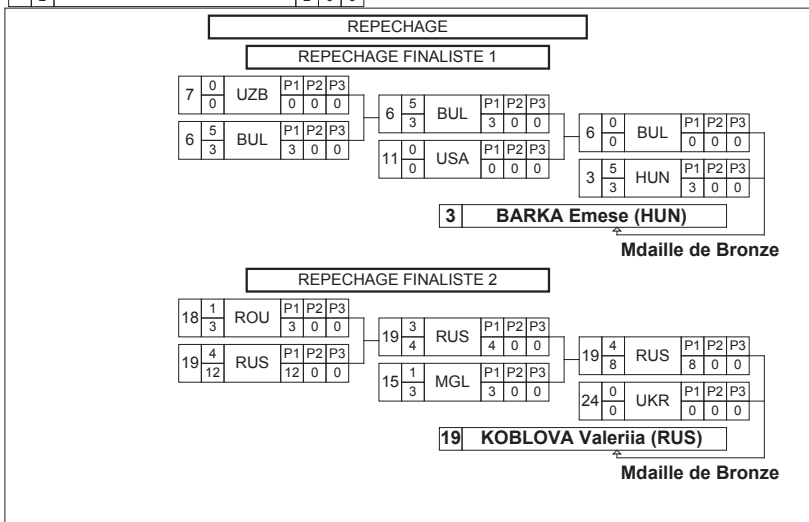 2 2 0 0
REPECHAGE
REPECHAGE FINALISTE 1
7 0 0 UZB P1 P2 P3 0 0 0
6 5 3 BUL P1 P2 P3 3 0 0
6 5 3 BUL P1 P2 P3 3 0 0
11 0 0 USA P1 P2 P3 0 0 0
6 0 0 BUL P1 P2 P3 0 0 0
3 5 3 HUN P1 P2 P3 3 0 0
3 BARKA Emese (HUN)
Mdaille de Bronze
REPECHAGE FINALISTE 2
18 1 3 ROU P1 P2 P3 3 0 0
19 4 12 RUS P1 P2 P3 12 0 0
19 3 4 RUS P1 P2 P3 4 0 0
15 1 3 MGL P1 P2 P3 3 0 0
19 4 8 RUS P1 P2 P3 8 0 0
24 0 0 UKR P1 P2 P3 0 0 0
19 KOBLOVA Valeriia (RUS)
Mdaille de Bronze